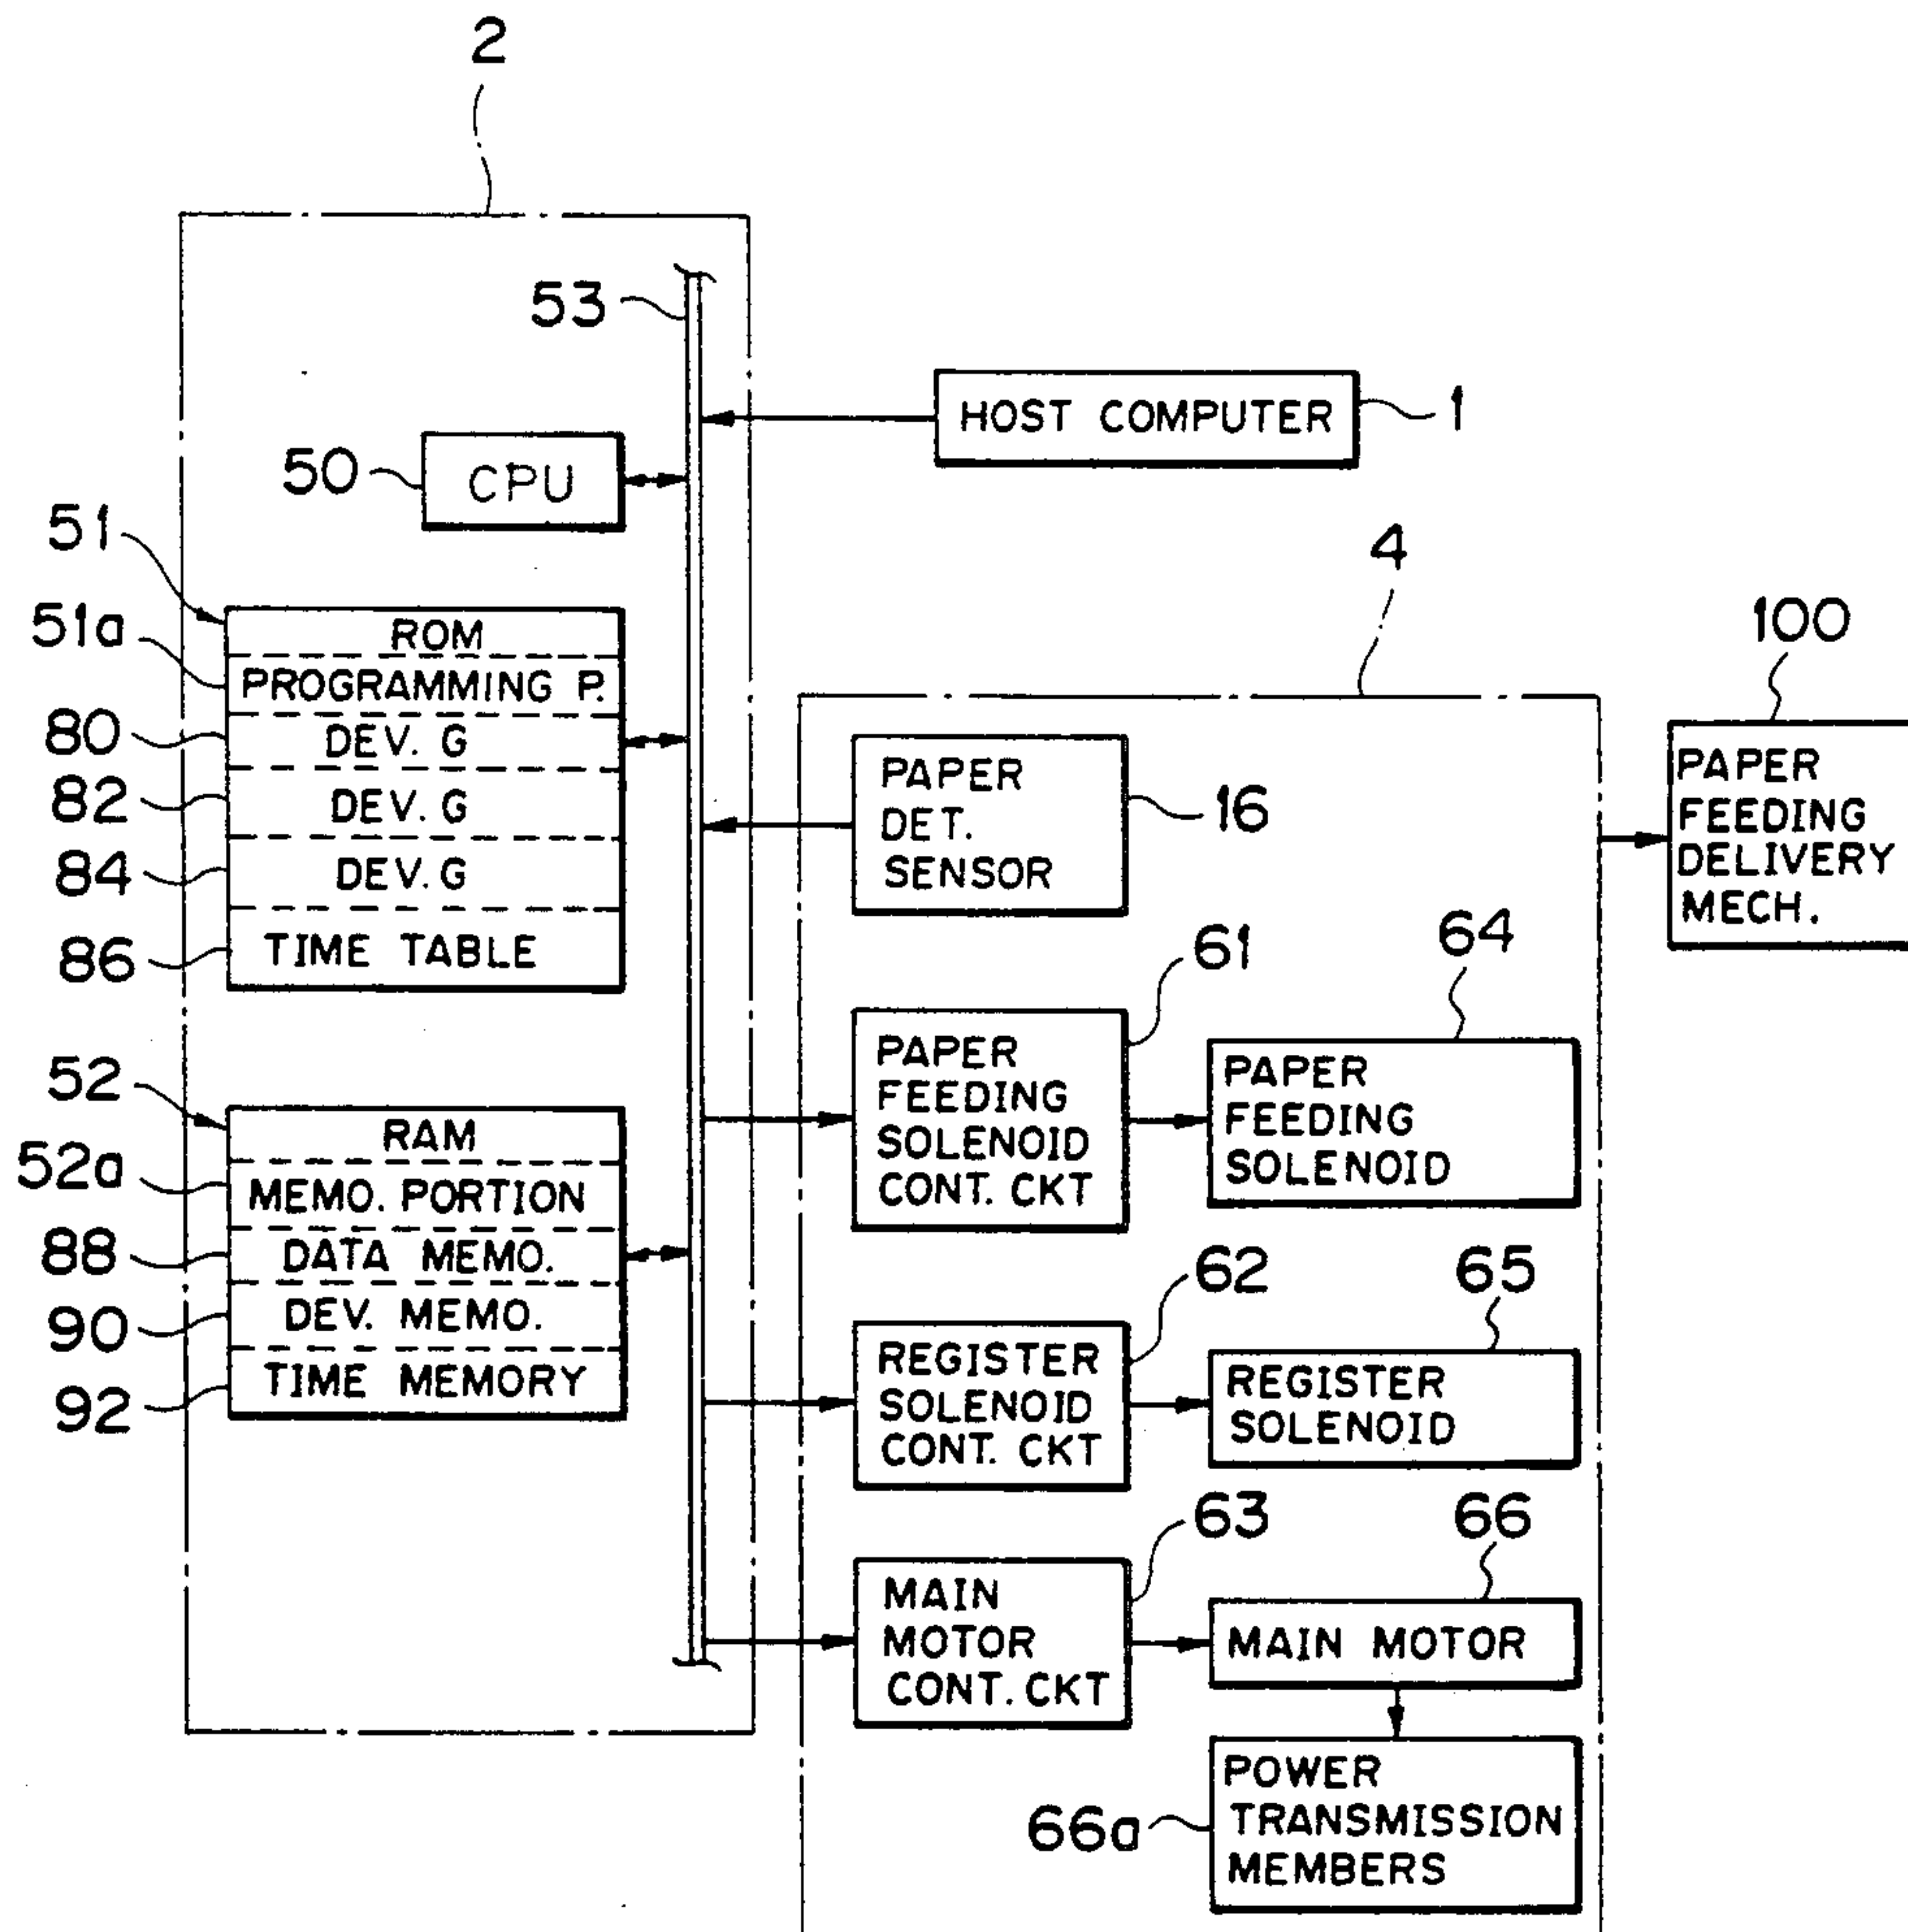 2
53
HOST COMPUTER
1
50
CPU
51
ROM
51a
PROGRAMMING P.
80
DEV. G
82
DEV. G
84
DEV. G
86
TIME TABLE
52
RAM
52a
MEMO. PORTION
88
DATA MEMO.
90
DEV. MEMO.
92
TIME MEMORY
4
100
PAPER
FEEDING
DELIVERY
MECH.
PAPER
DET.
SENSOR
16
61
PAPER
FEEDING
SOLENOID
CONT. CKT
64
PAPER
FEEDING
SOLENOID
62
REGISTER
SOLENOID
CONT. CKT
65
REGISTER
SOLENOID
63
MAIN
MOTOR
CONT. CKT
66
MAIN MOTOR
66a
POWER
TRANSMISSION
MEMBERS